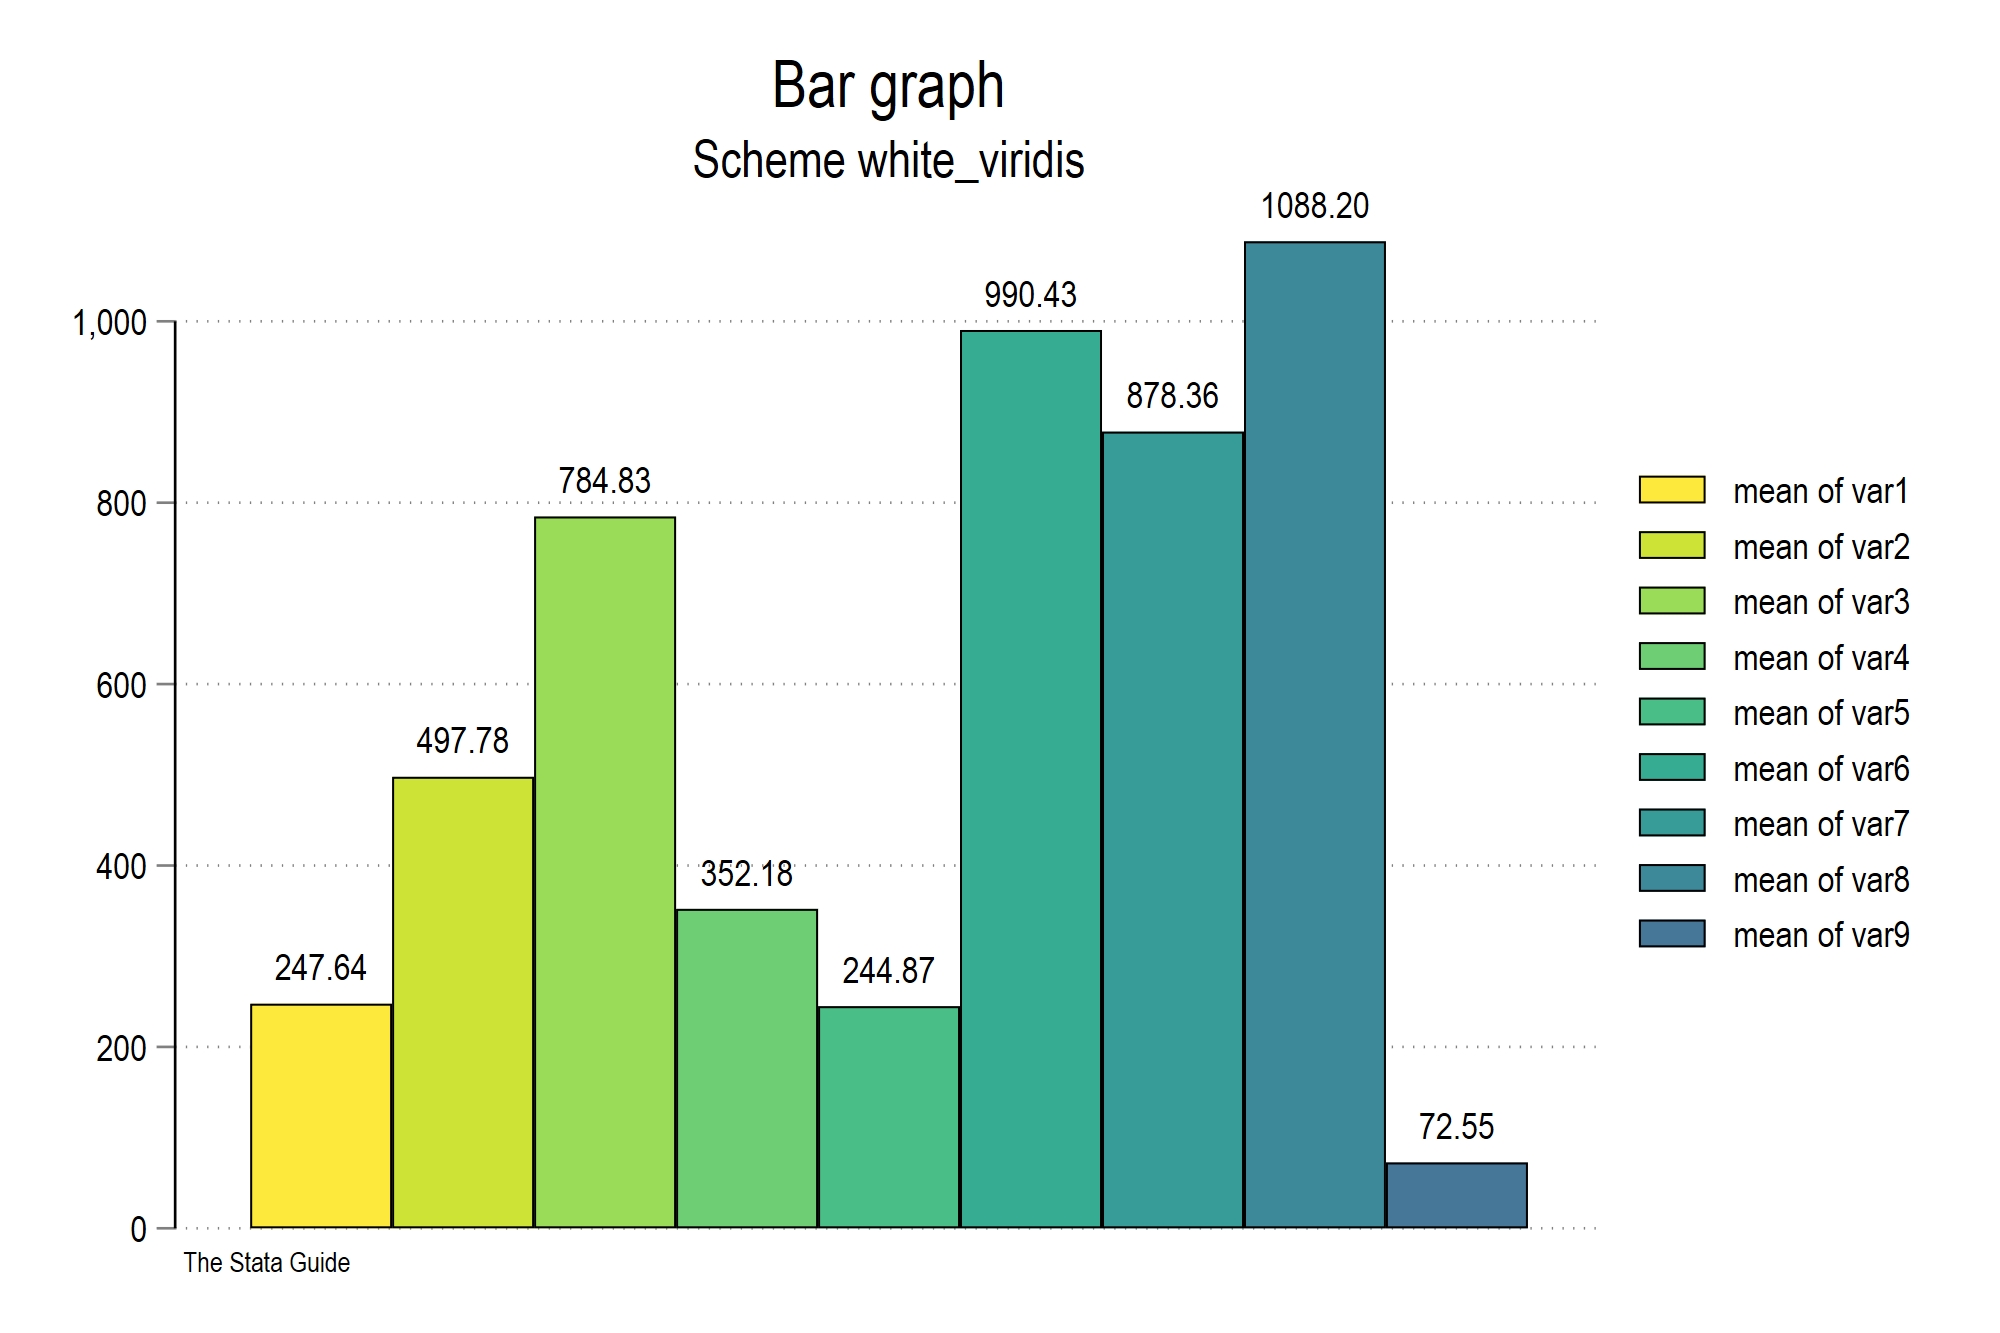 Bar graph
Scheme white_viridis
1088.20
990.43
1,000
878.36
784.83
800
600
497.78
400
352.18
247.64
244.87
200
72.55
0
mean of var1
mean of var2
mean of var3
mean of var4
mean of var5
mean of var6
mean of var7
mean of var8
mean of var9
The Stata Guide